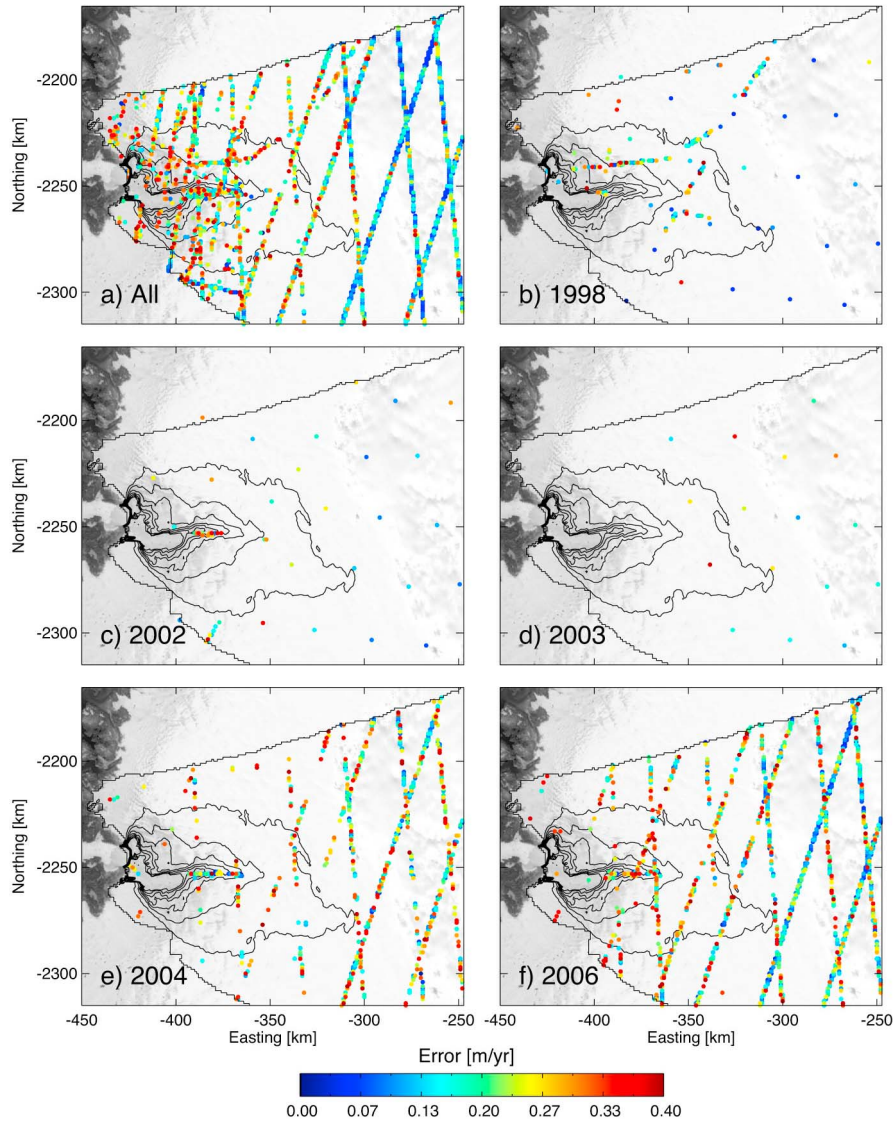 -2200
-2250
-2300
Northing [km]
a) All
b) 1998
-2200
-2250
-2300
Northing [km]
c) 2002
d) 2003
-2200
-2250
-2300
Northing [km]
e) 2004
f) 2006
-450 -400 -350 -300 -250
-450 -400 -350 -300 -250
Easting [km] Easting [km]
Error [m/yr]
0.00 0.07 0.13 0.20 0.27 0.33 0.40